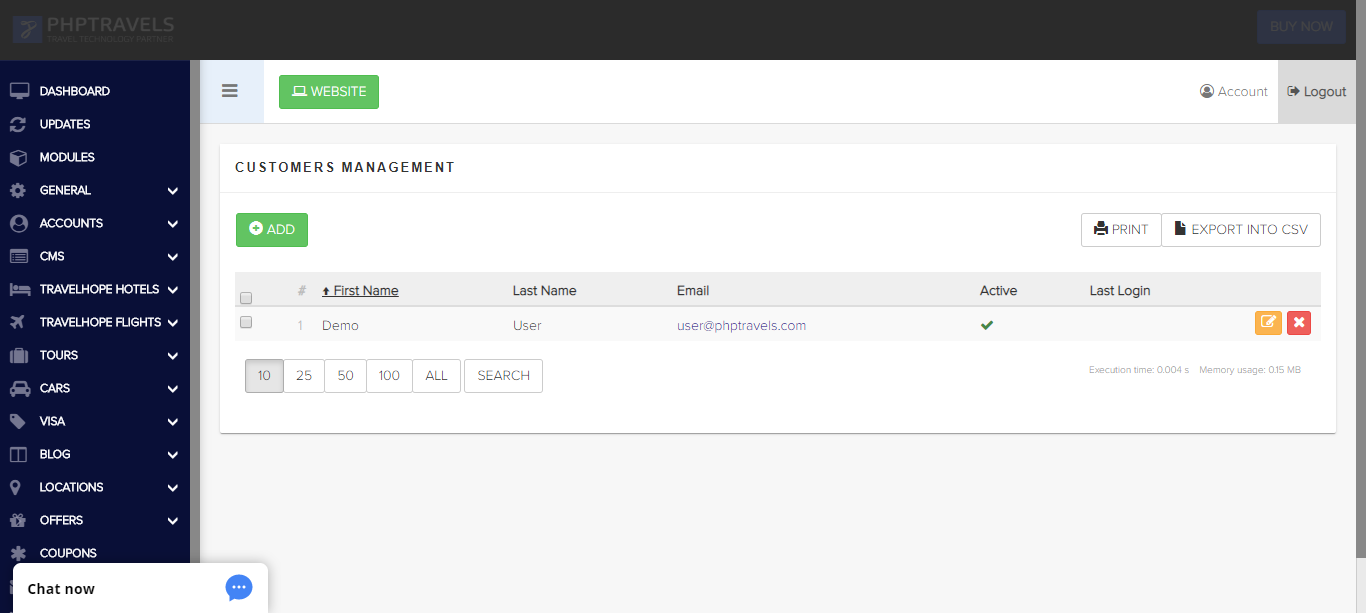 PHPTRAVELS
TRAVEL TECHNOLOGY PARTNER
BUY NOW
DASHBOARD
UPDATES
MODULES
GENERAL
ACCOUNTS
CMS
TRAVELHOPE HOTELS
TRAVELHOPE FLIGHTS
TOURS
CARS
VISA
BLOG
LOCATIONS
OFFERS
COUPONS
Chat now
WEBSITE
Account
Logout
CUSTOMERS MANAGEMENT
ADD
PRINT
EXPORT INTO CSV
# First Name Last Name Email Active Last Login
1 Demo User user@phptravels.com
10 25 50 100 ALL SEARCH
Execution time: 0.004 s Memory usage: 0.15 MB